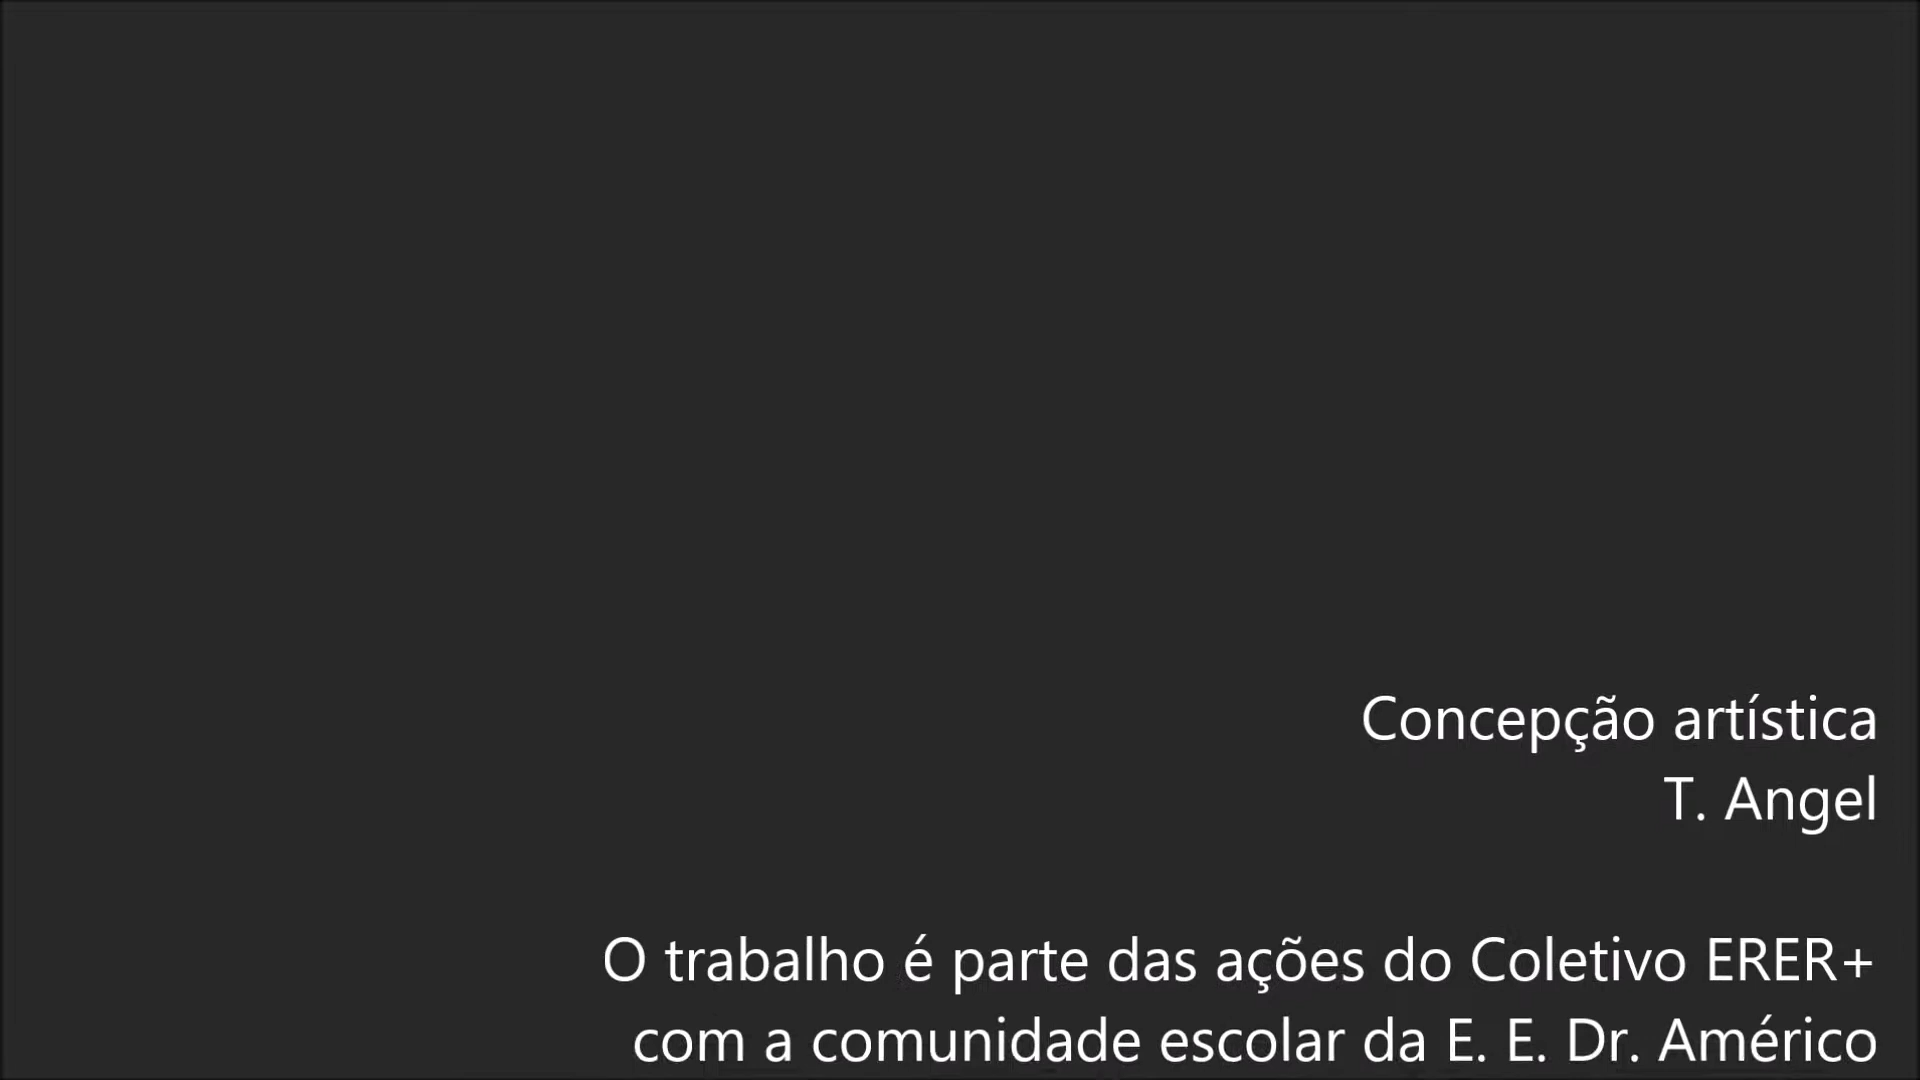 Concepção artística
T. Angel
O trabalho é parte das ações do Coletivo ERER+
com a comunidade escolar da E. E. Dr. Américo